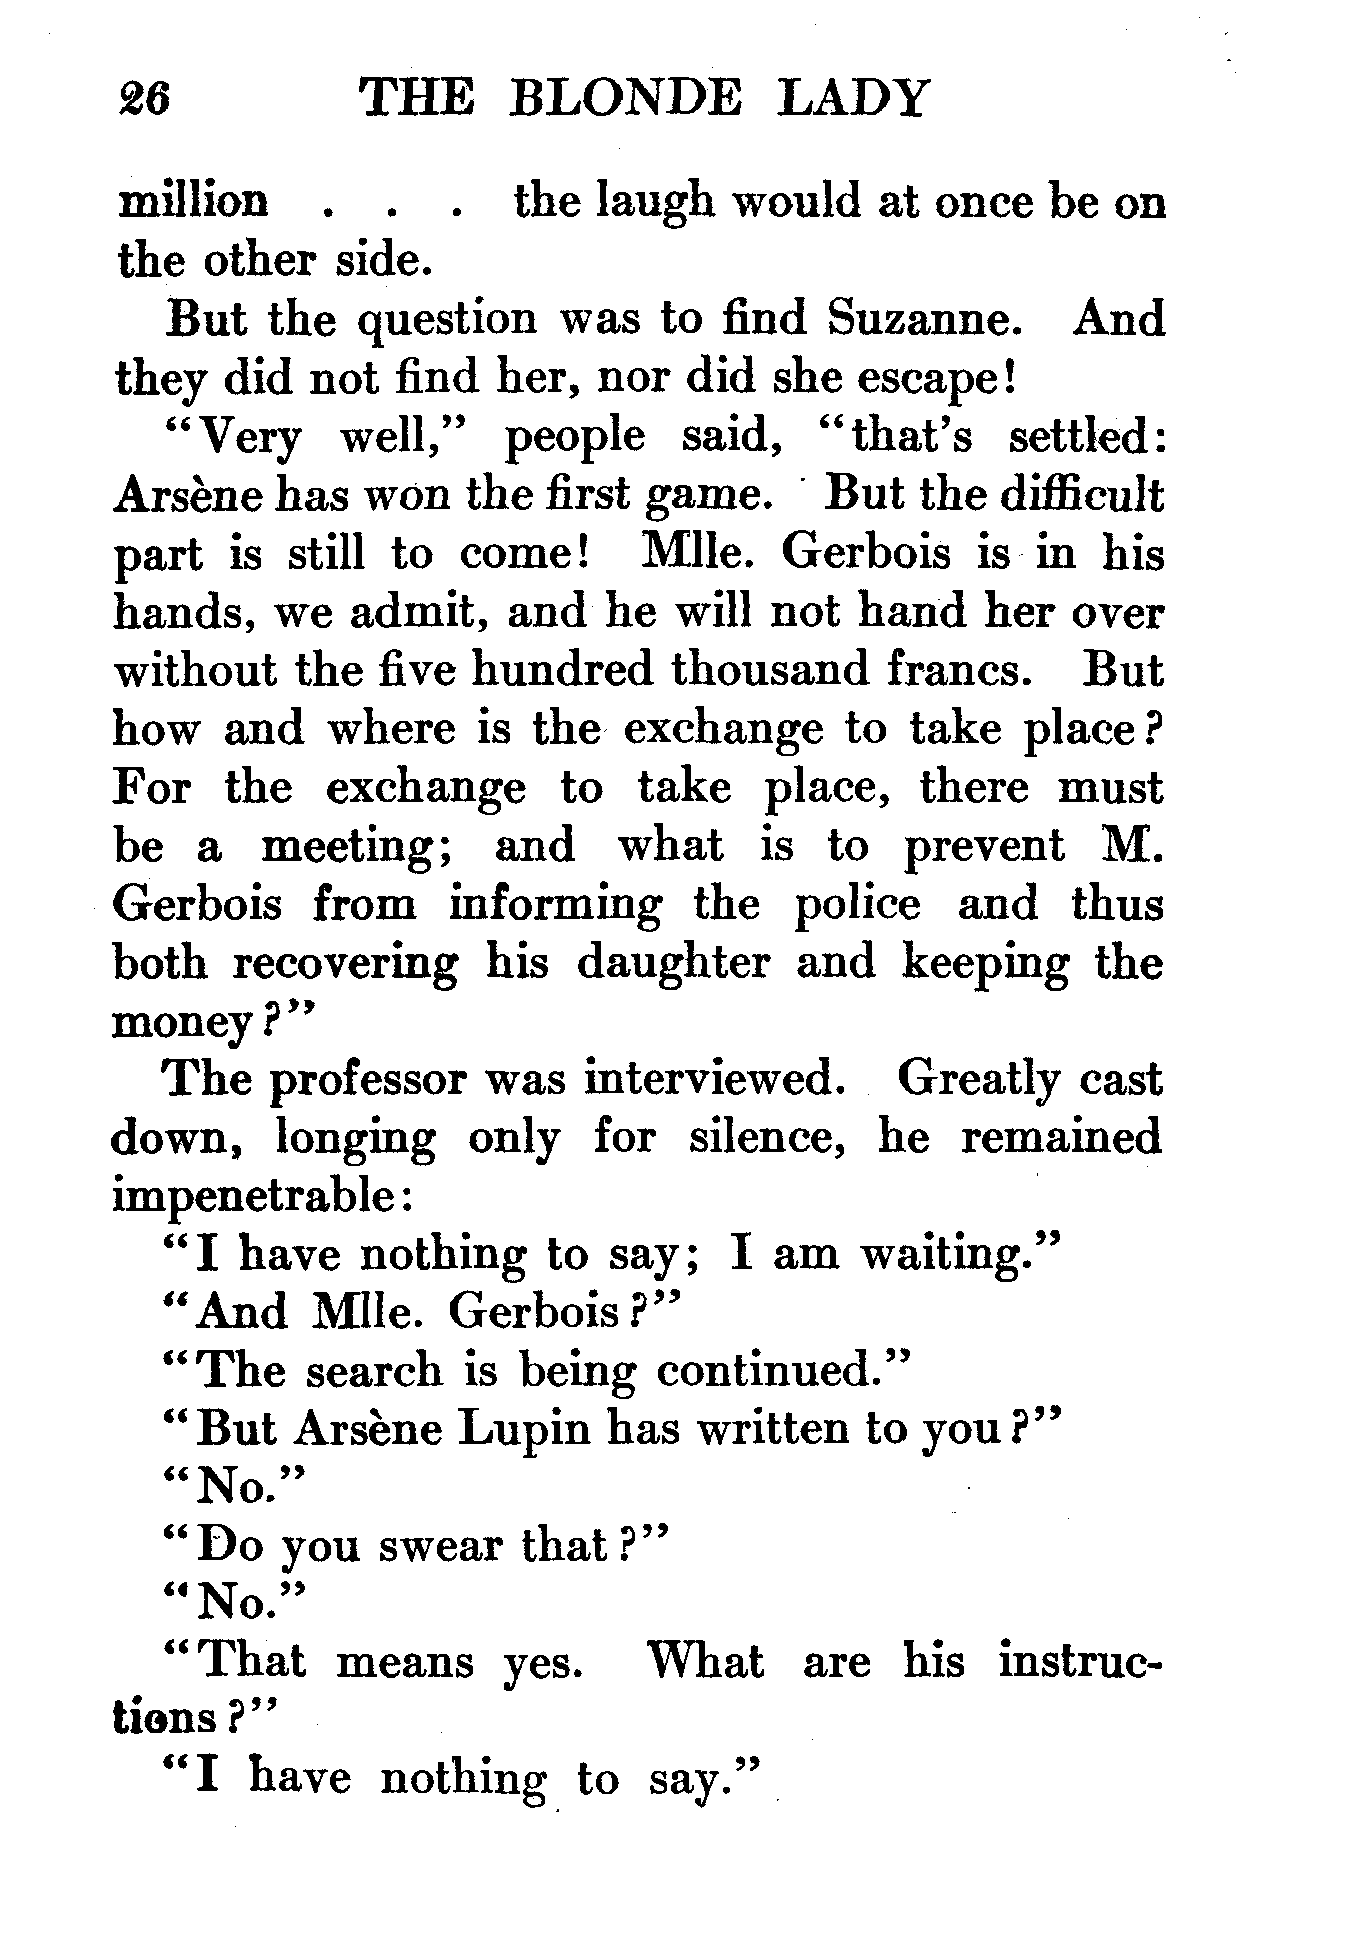 26 THE BLONDE LADY
million . . . the laugh would at once be on
the other side.
But the question was to find Suzanne. And
they did not find her, nor did she escape!
“Very well,” people said, “that’s settled:
Arsène has won the first game. But the difficult
part is still to come! Mlle. Gerbois is in his
hands, we admit, and he will not hand her over
without the five hundred thousand francs. But
how and where is the exchange to take place?
For the exchange to take place, there must
be a meeting; and what is to prevent M.
Gerbois from informing the police and thus
both recovering his daughter and keeping the
money?”
The professor was interviewed. Greatly cast
down, longing only for silence, he remained
impenetrable:
“I have nothing to say; I am waiting.”
“And Mlle. Gerbois?”
“The search is being continued.”
“But Arsène Lupin has written to you?”
“No.”
“Do you swear that?”
“No.”
“That means yes. What are his instruc-
tions?”
“I have nothing to say.”